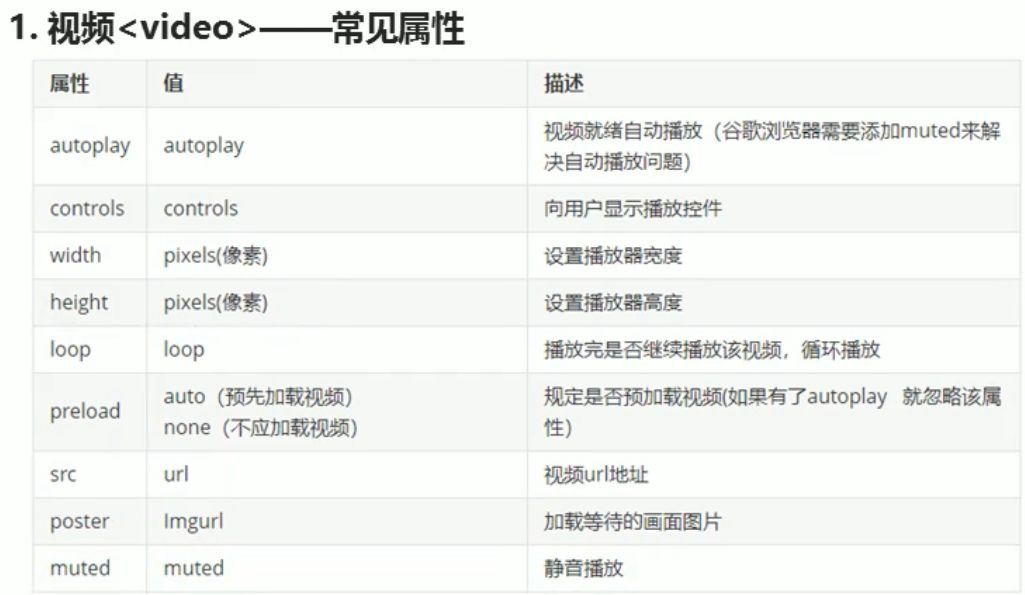 1. 视频<video>——常见属性
属性 值 描述
autoplay autoplay 视频就绪自动播放（谷歌浏览器需要添加muted来解
决自动播放问题）
controls controls 向用户显示播放控件
width pixels(像素) 设置播放器宽度
height pixels(像素) 设置播放器高度
loop loop 播放完是否继续播放该视频，循环播放
preload auto（预先加载视频）
none（不应加载视频） 规定是否预加载视频(如果有了autoplay 就忽略该属
性)
src url 视频url地址
poster Imgurl 加载等待的画面图片
muted muted 静音播放